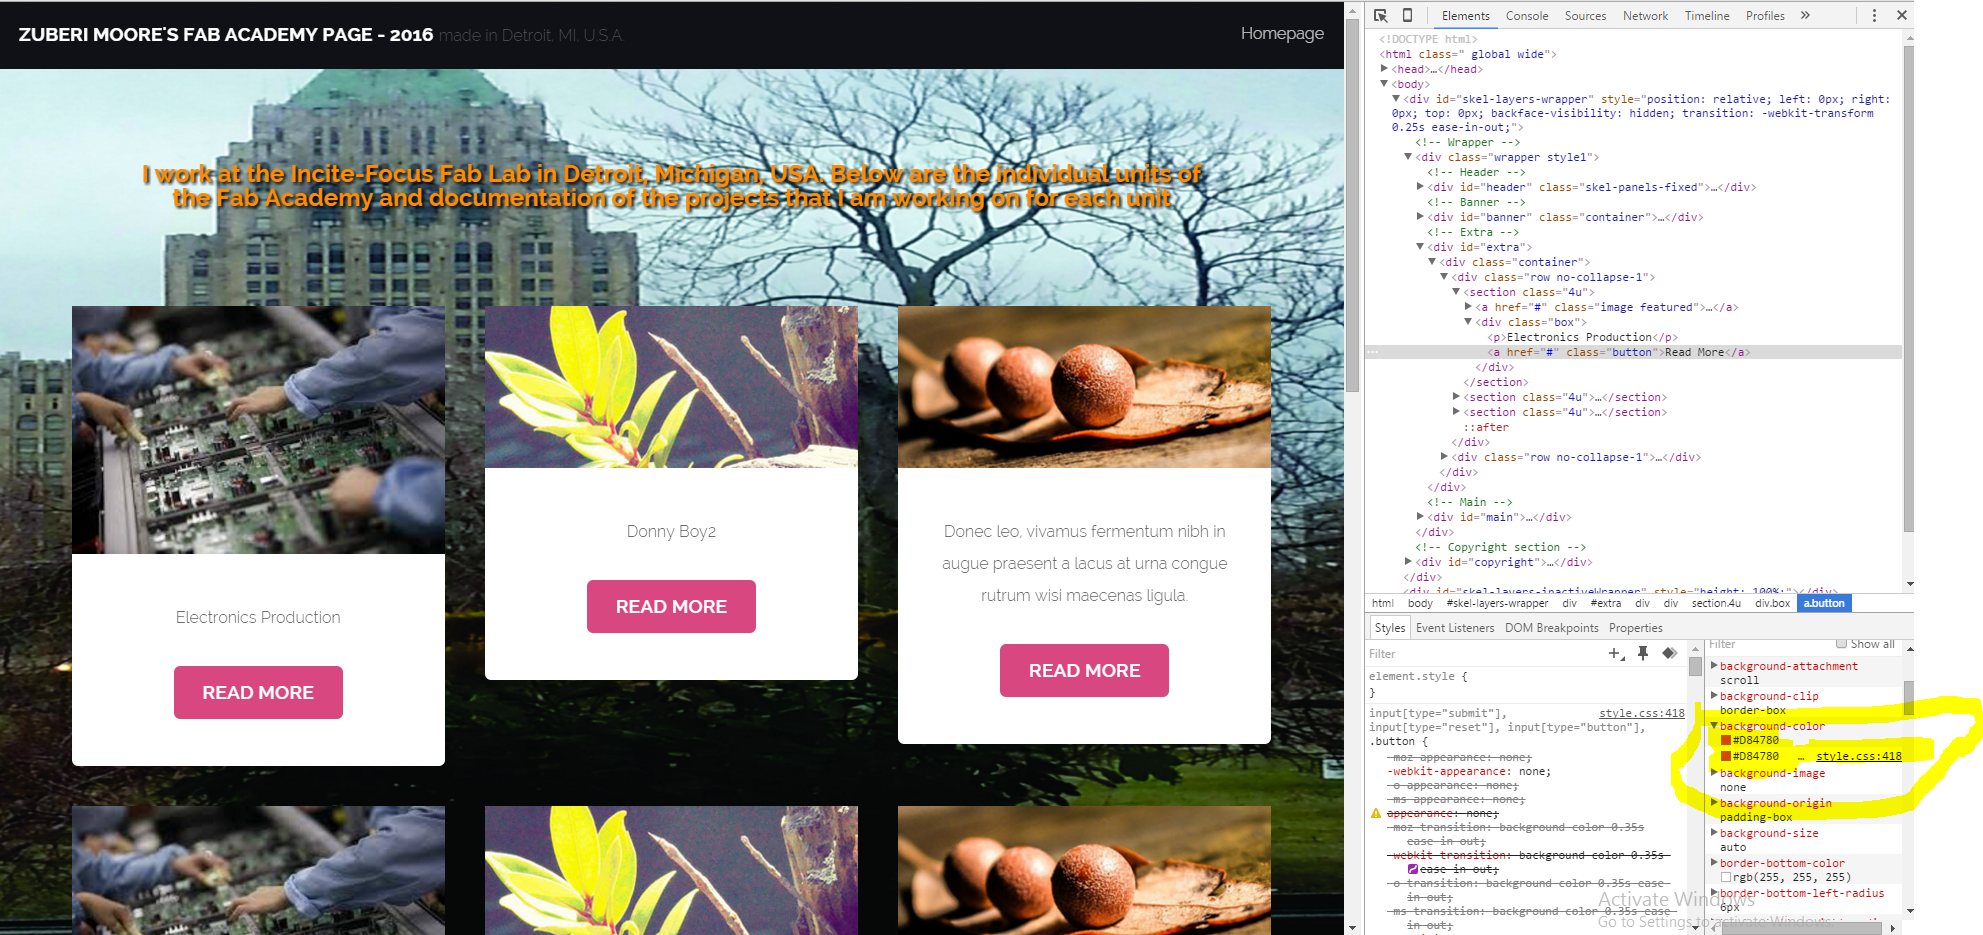 ZUBERI MOORE'S FAB ACADEMY PAGE - 2016 made in Detroit, MI, U.S.A.
Homepage
I work at the Incite-Focus Fab Lab in Detroit, Michigan, USA. Below are the individual units of
the Fab Academy and documentation of the projects that I am working on for each unit
Electronics Production
READ MORE
Donny Boy2
READ MORE
Donec leo, vivamus fermentum nibh in
augue praesent a lacus at urna congue
rutrum wisi maecenas ligula.
READ MORE
Elements Console Sources Network Timeline Profiles »
<!DOCTYPE html>
<html class=" global wide">
<head>…</head>
<body>
<div id="skel-layers-wrapper" style="position: relative; left: 0px; right:
0px; top: 0px; backface-visibility: hidden; transition: -webkit-transform
0.25s ease-in-out;">
<!-- Wrapper -->
<div class="wrapper style1">
<!-- Header -->
<div id="header" class="skel-panels-fixed">…</div>
<!-- Banner -->
<div id="banner" class="container">…</div>
<!-- Extra -->
<div id="extra">
<div class="container">
<div class="row no-collapse-1">
<section class="4u">
<a href="#" class="image featured">…</a>
<div class="box">
<p>Electronics Production</p>
<a href="#" class="button">Read More</a>
</div>
</section>
<section class="4u">…</section>
<section class="4u">…</section>
::after
</div>
<div class="row no-collapse-1">…</div>
</div>
</div>
<!-- Main -->
<div id="main">…</div>
</div>
<!-- Copyright section -->
<div id="copyright">…</div>
</div>
<div id="skel-layers-inactiveWrapper" style="height: 100%;"></div>
html body #skel-layers-wrapper div #extra div div section.4u div.box a.button
Styles Event Listeners DOM Breakpoints Properties
Filter
element.style {
}
input[type="submit"], style.css:418
input[type="reset"], input[type="button"],
.button {
-moz-appearance: none;
-webkit-appearance: none;
-o-appearance: none;
-ms-appearance: none;
appearance: none;
-moz-transition: background-color 0.35s
ease-in-out;
-webkit-transition: background-color 0.35s
ease-in-out;
-o-transition: background-color 0.35s ease-
in-out;
-ms-transition: background-color 0.35s ease-
in-out;
Filter Show all
background-attachment
scroll
background-clip
border-box
background-color
#D84780
#D84780 … style.css:418
background-image
none
background-origin
padding-box
background-size
auto
border-bottom-color
rgb(255, 255, 255)
border-bottom-left-radius
6px
Activate Windows
Go to Settings to activate Windows.